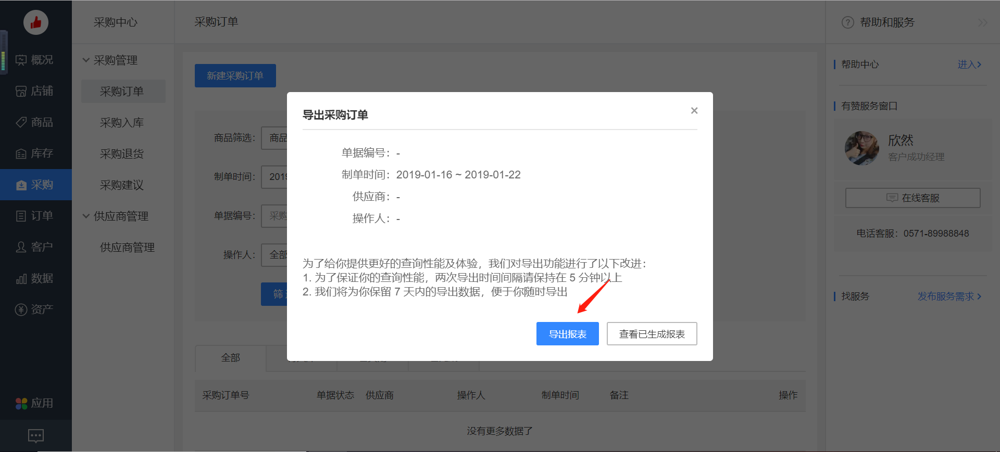 概况
店铺
商品
库存
采购
订单
客户
数据
资产
应用
采购中心
采购管理
采购订单
采购入库
采购退货
采购建议
供应商管理
供应商管理
采购订单
新建采购订单
商品筛选：
商品
制单时间：
2019
单据编号：
采购
操作人：
全部
筛
全部
采购订单号 单据状态 供应商 操作人 制单时间 备注 操作
没有更多数据了
导出采购订单
×
单据编号： -
制单时间： 2019-01-16 ~ 2019-01-22
供应商： -
操作人： -
为了给你提供更好的查询性能及体验，我们对导出功能进行了以下改进：
1. 为了保证你的查询性能，两次导出时间间隔请保持在 5 分钟以上
2. 我们将为你保留 7 天内的导出数据，便于你随时导出
导出报表
查看已生成报表
? 帮助和服务
帮助中心 进入
有赞服务窗口
欣然
客户成功经理
在线客服
电话客服：0571-89988848
找服务 发布服务需求